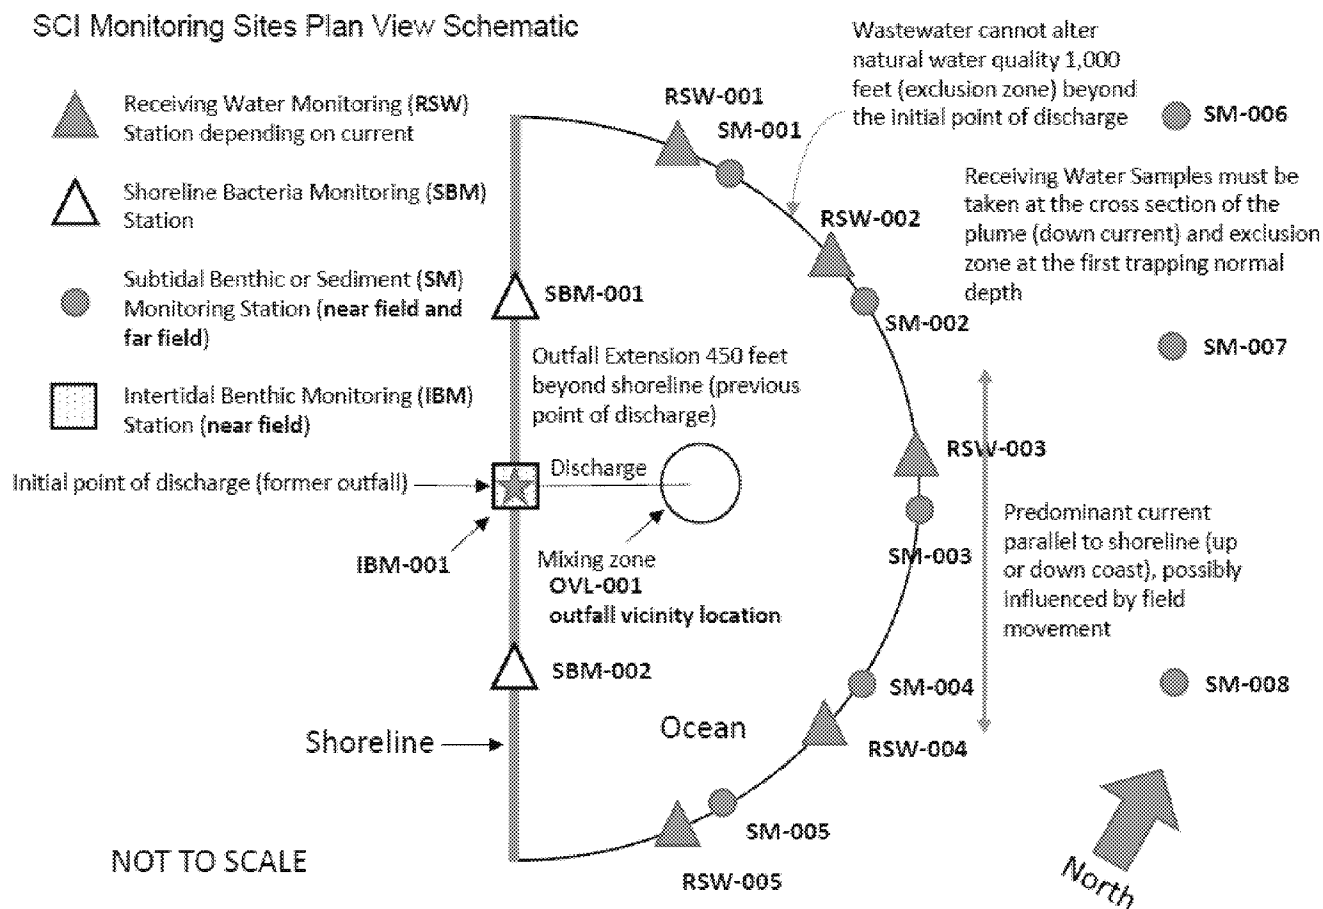 SCI Monitoring Sites Plan View Schematic
Receiving Water Monitoring (RSW)
Station depending on current
Shoreline Bacteria Monitoring (SBM)
Station
Subtidal Benthic or Sediment (SM)
Monitoring Station (near field and
far field)
Intertidal Benthic Monitoring (IBM)
Station (near field)
Initial point of discharge (former outfall)
IBM-001
Shoreline
NOT TO SCALE
RSW-001
SM-001
Wastewater cannot alter
natural water quality 1,000
feet (exclusion zone) beyond
the initial point of discharge
SM-006
Receiving Water Samples must be
taken at the cross section of the
plume (down current) and exclusion
zone at the first trapping normal
depth
RSW-002
SM-002
SM-007
SBM-001
Outfall Extension 450 feet
beyond shoreline (previous
point of discharge)
Discharge
Mixing zone
OVL-001
outfall vicinity location
RSW-003
SM-003
Predominant current
parallel to shoreline (up
or down coast), possibly
influenced by field
movement
SBM-002
SM-004
SM-008
Ocean
RSW-004
SM-005
RSW-005
North